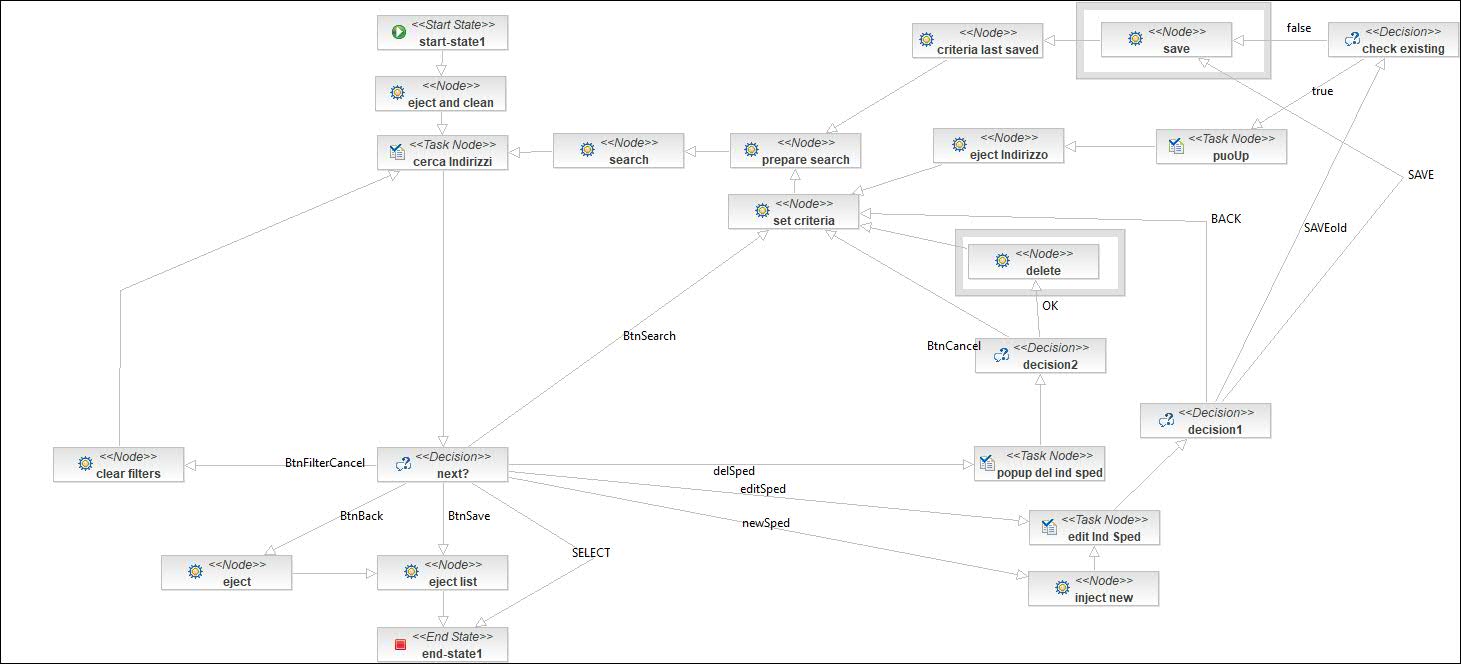 <<Start State>>
start-state1
<<Node>>
criteria last saved
<<Node>>
save
false
<<Decision>>
check existing
<<Node>>
eject and clean
true
<<Task Node>>
cerca Indirizzi
<<Node>>
search
<<Node>>
prepare search
<<Node>>
eject Indirizzo
<<Task Node>>
puoUp
SAVE
<<Node>>
set criteria
BACK
SAVEold
<<Node>>
delete
OK
BtnSearch
BtnCancel
<<Decision>>
decision2
<<Decision>>
decision1
<<Node>>
clear filters
BtnFilterCancel
<<Decision>>
next?
delSped
<<Task Node>>
popup del ind sped
editSped
BtnBack
BtnSave
newSped
<<Task Node>>
edit Ind Sped
SELECT
<<Node>>
eject
<<Node>>
eject list
<<Node>>
inject new
<<End State>>
end-state1